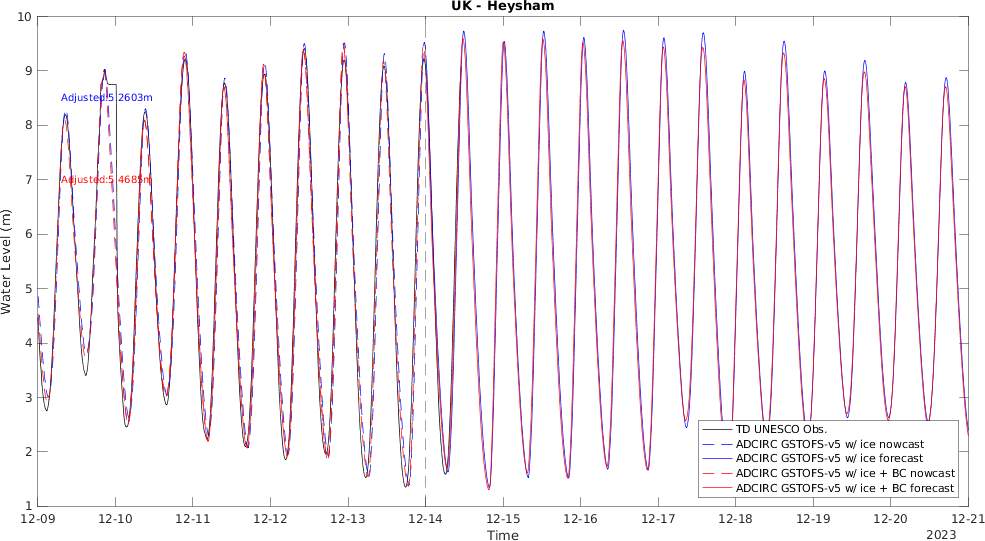 UK - Heysham
10
9
8
7
6
5
4
3
2
1
Water Level (m)
Adjusted:5.2603m
Adjusted:5.4685m
TD UNESCO Obs.
ADCIRC GSTOFS-v5 w/ ice nowcast
ADCIRC GSTOFS-v5 w/ ice forecast
ADCIRC GSTOFS-v5 w/ ice + BC nowcast
ADCIRC GSTOFS-v5 w/ ice + BC forecast
12-09 12-10 12-11 12-12 12-13 12-14 12-15 12-16 12-17 12-18 12-19 12-20 12-21
Time
2023